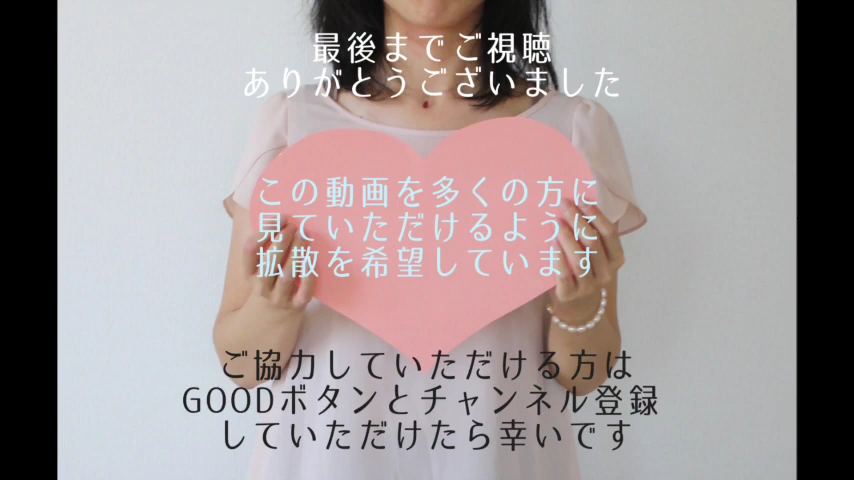 最後までご視聴
ありがとうございました
この動画を多くの方に
見ていただけるように
拡散を希望しています
ご協力していただける方は
GOODボタンとチャンネル登録
していただけたら幸いです